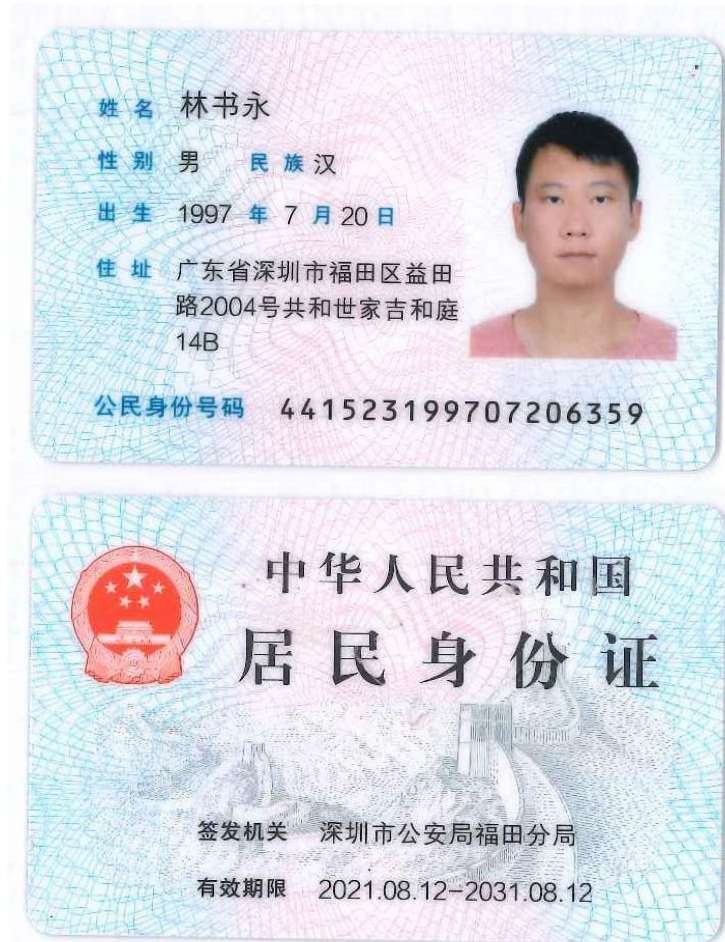 姓名 林书永
性别 男 民族 汉
出生 1997 年 7 月 20 日
住址 广东省深圳市福田区益田
路2004号共和世家吉和庭
14B
公民身份号码 441523199707206359
中华人民共和国
居民身份证
签发机关 深圳市公安局福田分局
有效期限 2021.08.12-2031.08.12